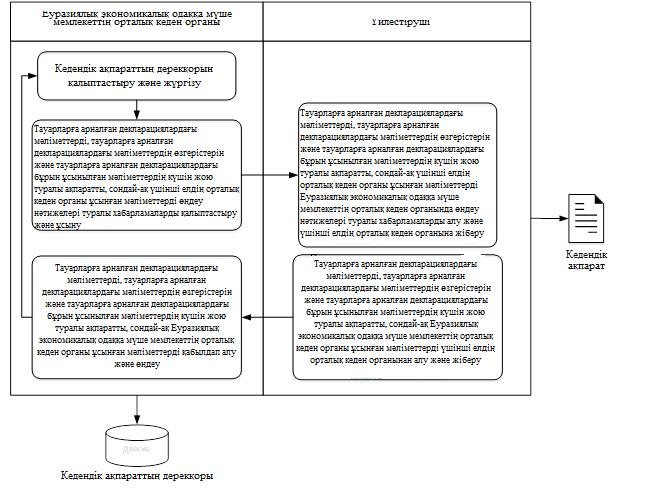 Еуразиялық экономикалық одаққа мүше
мемлекеттің орталық кеден органы
Үйлестіруші
Кедендік ақпараттың дерекқорын
қалыптастыру және жүргізу
Тауарларға арналған декларациялардағы
мәліметтерді, тауарларға арналған
декларациялардағы мәліметтердің өзгерістерін
және тауарларға арналған декларациялардағы
бұрын ұсынылған мәліметтердің күшін жою
туралы ақпаратты, сондай-ақ үшінші елдің орталық
кеден органы ұсынған мәліметтерді өңдеу
нәтижелері туралы хабарламаларды қалыптастыру
және ұсыну
Тауарларға арналған декларациялардағы
мәліметтерді, тауарларға арналған
декларациялардағы мәліметтердің өзгерістерін
және тауарларға арналған декларациялардағы
бұрын ұсынылған мәліметтердің күшін жою
туралы ақпаратты, сондай-ақ үшінші елдің
орталық кеден органы ұсынған мәліметтерді
Еуразиялық экономикалық одаққа мүше
мемлекеттің орталық кеден органында өңдеу
нәтижелері туралы хабарламаларды алу және
үшінші елдің орталық кеден органына жіберу
Кедендік
ақпарат
Тауарларға арналған декларациялардағы
мәліметтерді, тауарларға арналған
декларациялардағы мәліметтердің өзгерістерін
және тауарларға арналған декларациялардағы
бұрын ұсынылған мәліметтердің күшін жою
туралы ақпаратты, сондай-ақ Еуразиялық
экономикалық одаққа мүше мемлекеттің орталық
кеден органы ұсынған мәліметтерді қабылдап алу
және өңдеу
Тауарларға арналған декларациялардағы
мәліметтерді, тауарларға арналған
декларациялардағы мәліметтердің өзгерістерін
және тауарларға арналған декларациялардағы
бұрын ұсынылған мәліметтердің күшін жою
туралы ақпаратты, сондай-ақ Еуразиялық
экономикалық одаққа мүше мемлекеттің орталық
кеден органы ұсынған мәліметтерді үшінші елдің
орталық кеден органынан алу және жіберу
Кедендік ақпараттың дерекқоры